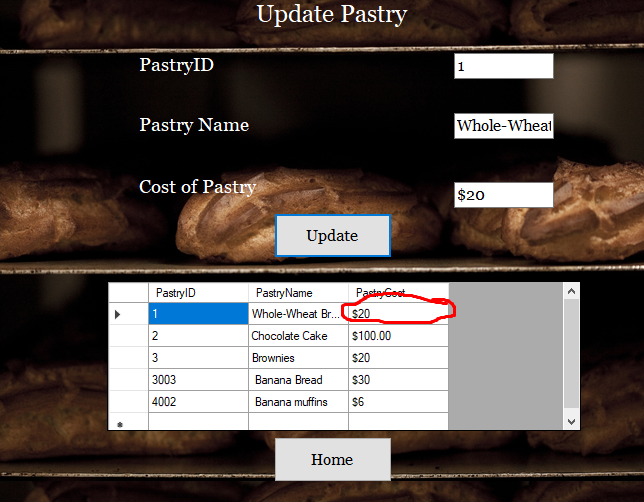 Update Pastry
PastryID
1
Pastry Name
Whole-Wheat
Cost of Pastry
$20
Update
PastryID PastryName PastryCost
1 Whole-Wheat Br... $20
2 Chocolate Cake $100.00
3 Brownies $20
3003 Banana Bread $30
4002 Banana muffins $6
Home